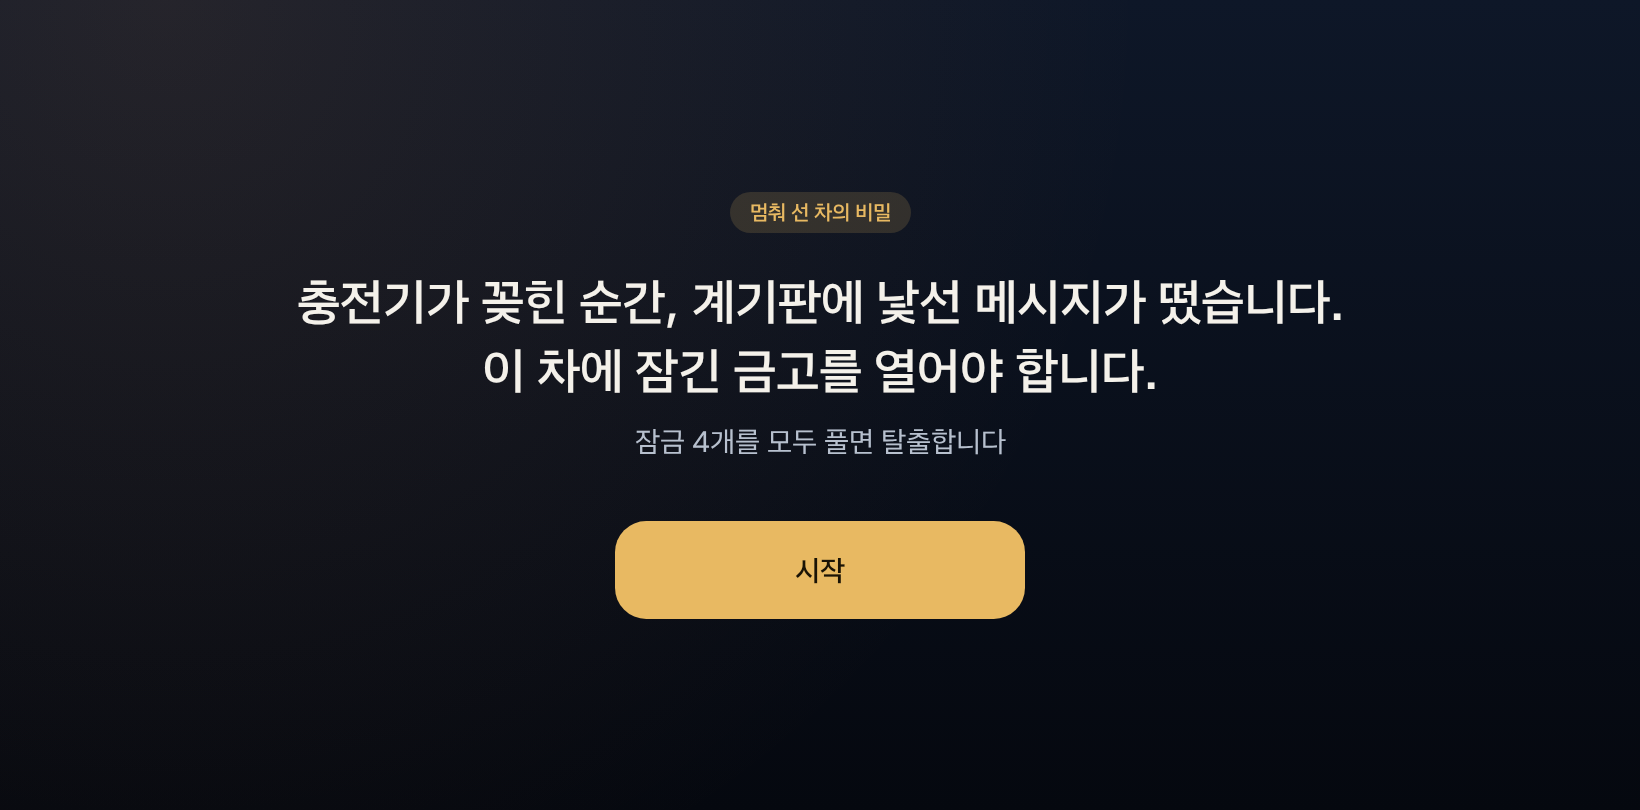 멈춰 선 차의 비밀
충전기가 꽂힌 순간, 계기판에 낯선 메시지가 떴습니다.
이 차에 잠긴 금고를 열어야 합니다.
잠금 4개를 모두 풀면 탈출합니다
시작